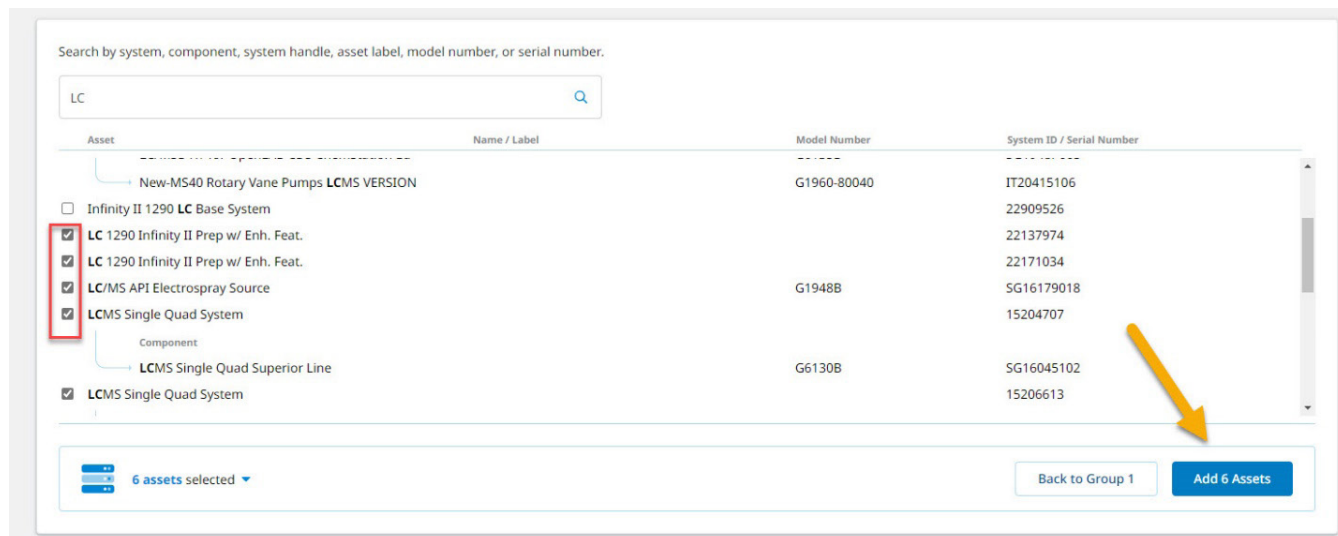 Search by system, component, system handle, asset label, model number, or serial number.
LC
Asset Name / Label Model Number System ID / Serial Number
New-MS40 Rotary Vane Pumps LCMS VERSION G1960-80040 IT20415106
Infinity II 1290 LC Base System 22909526
LC 1290 Infinity II Prep w/ Enh. Feat. 22137974
LC 1290 Infinity II Prep w/ Enh. Feat. 22171034
LC/MS API Electrospray Source G1948B SG16179018
LCMS Single Quad System 15204707
Component
LCMS Single Quad Superior Line G6130B SG16045102
LCMS Single Quad System 15206613
6 assets selected Back to Group 1 Add 6 Assets